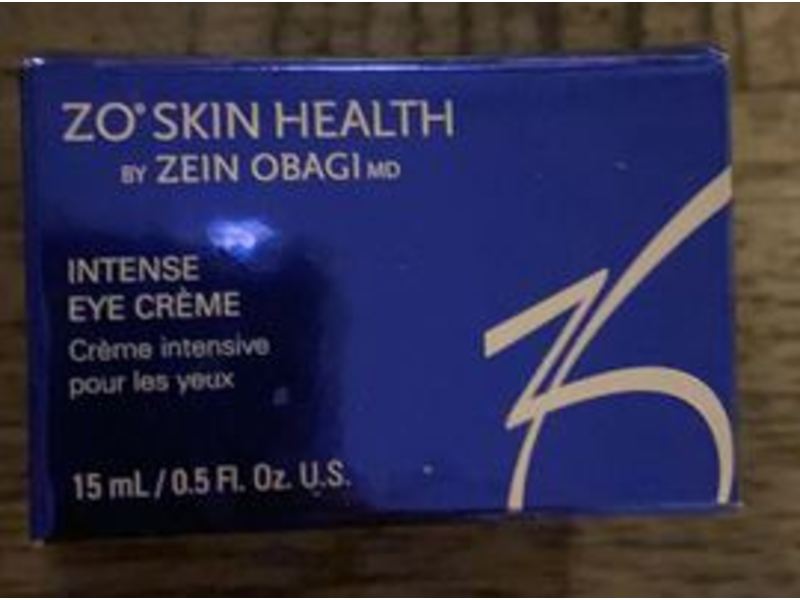 ZO® SKIN HEALTH
BY ZEIN OBAGI MD
INTENSE
EYE CRÈME
Crème intensive
pour les yeux
15 mL / 0.5 Fl. Oz. U.S.